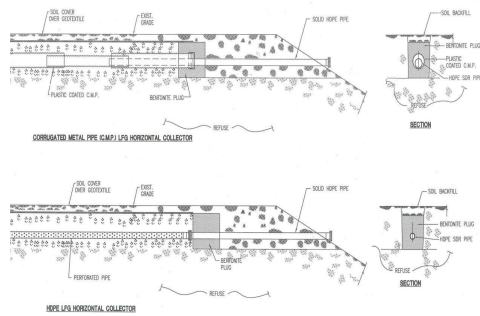 SOIL COVER
OVER GEOTEXTILE
EXIST.
GRADE
SOLID HDPE PIPE
PLASTIC COATED C.M.P.
BENTONITE PLUG
REFUSE
CORRUGATED METAL PIPE (C.M.P.) LFG HORIZONTAL COLLECTOR
SOIL BACKFILL
BENTONITE PLUG
PLASTIC
COATED C.M.P.
HDPE SDR PIPE
REFUSE
SECTION
SOIL COVER
OVER GEOTEXTILE
EXIST.
GRADE
SOLID HDPE PIPE
PERFORATED PIPE
BENTONITE
PLUG
REFUSE
HDPE LFG HORIZONTAL COLLECTOR
SOIL BACKFILL
BENTONITE PLUG
HDPE SDR PIPE
REFUSE
SECTION